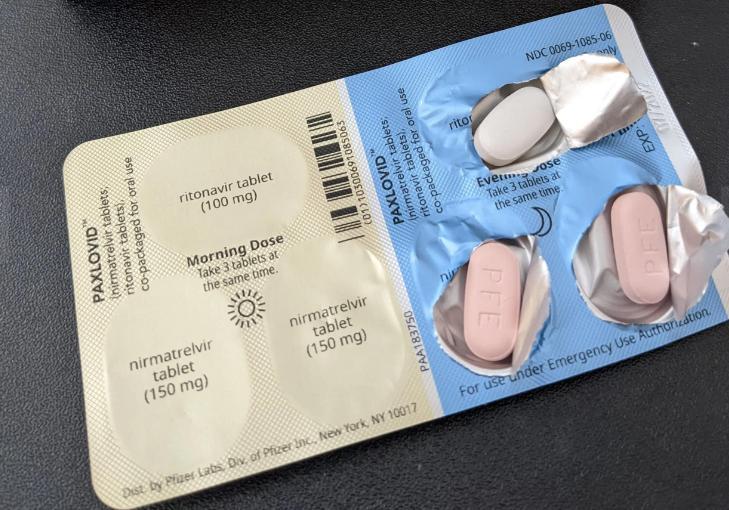 PAXLOVID™
(nirmatrelvir tablets;
ritonavir tablets),
co-packaged for oral use
ritonavir tablet
(100 mg)
Morning Dose
Take 3 tablets at
the same time.
nirmatrelvir
tablet
(150 mg)
nirmatrelvir
tablet
(150 mg)
Dist. by Pfizer Labs, Div. of Pfizer Inc., New York, NY 10017
(01)10300691085063
PAA183750
PAXLOVID™
(nirmatrelvir tablets;
ritonavir tablets),
co-packaged for oral use
NDC 0069-1085-06
only
Evening Dose
Take 3 tablets at
the same time.
PFE
PFE
EXP
For use under Emergency Use Authorization.